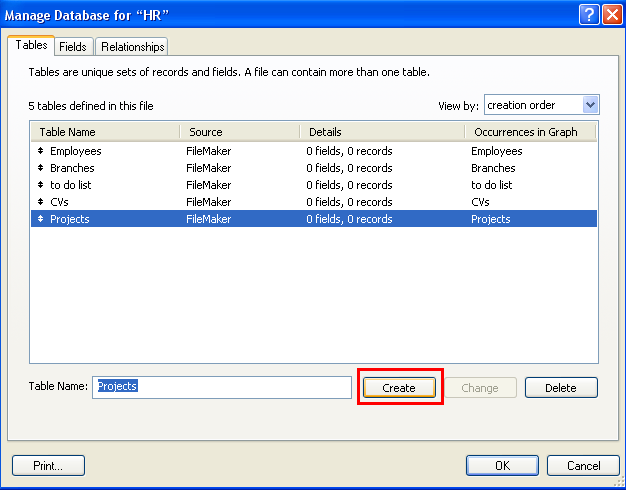 Manage Database for “HR”
Tables Fields Relationships
Tables are unique sets of records and fields. A file can contain more than one table.
5 tables defined in this file View by: creation order
Table Name Source Details Occurrences in Graph
Employees FileMaker 0 fields, 0 records Employees
Branches FileMaker 0 fields, 0 records Branches
to do list FileMaker 0 fields, 0 records to do list
CVs FileMaker 0 fields, 0 records CVs
Projects FileMaker 0 fields, 0 records Projects
Table Name: Projects Create Change Delete
Print... OK Cancel